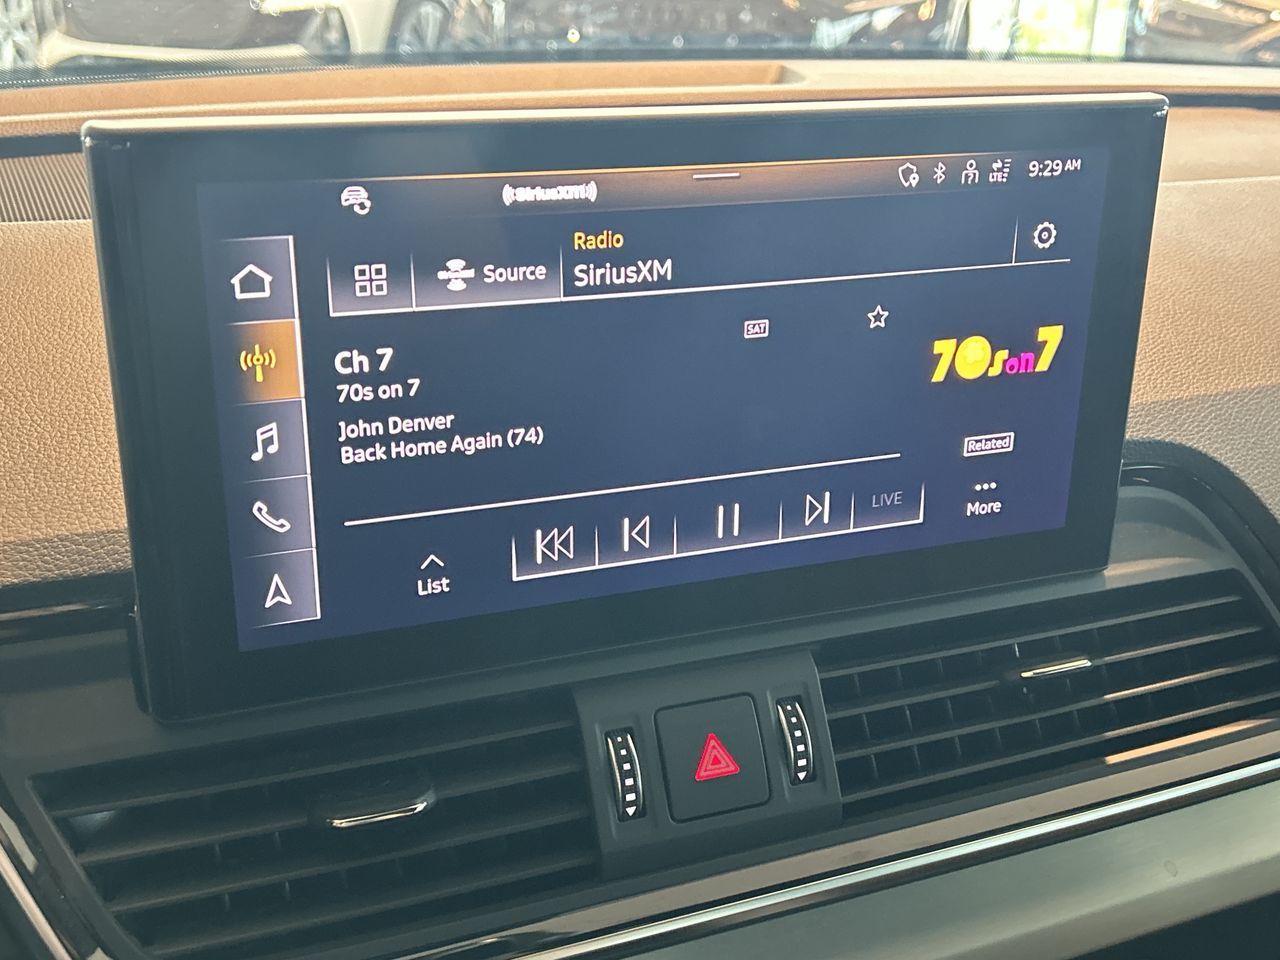 ((SiriusXM))
LTE
9:29 AM
Source
Radio
SiriusXM
SAT
Ch 7
70s on 7
John Denver
Back Home Again (74)
70s on 7
Related
LIVE
More
List